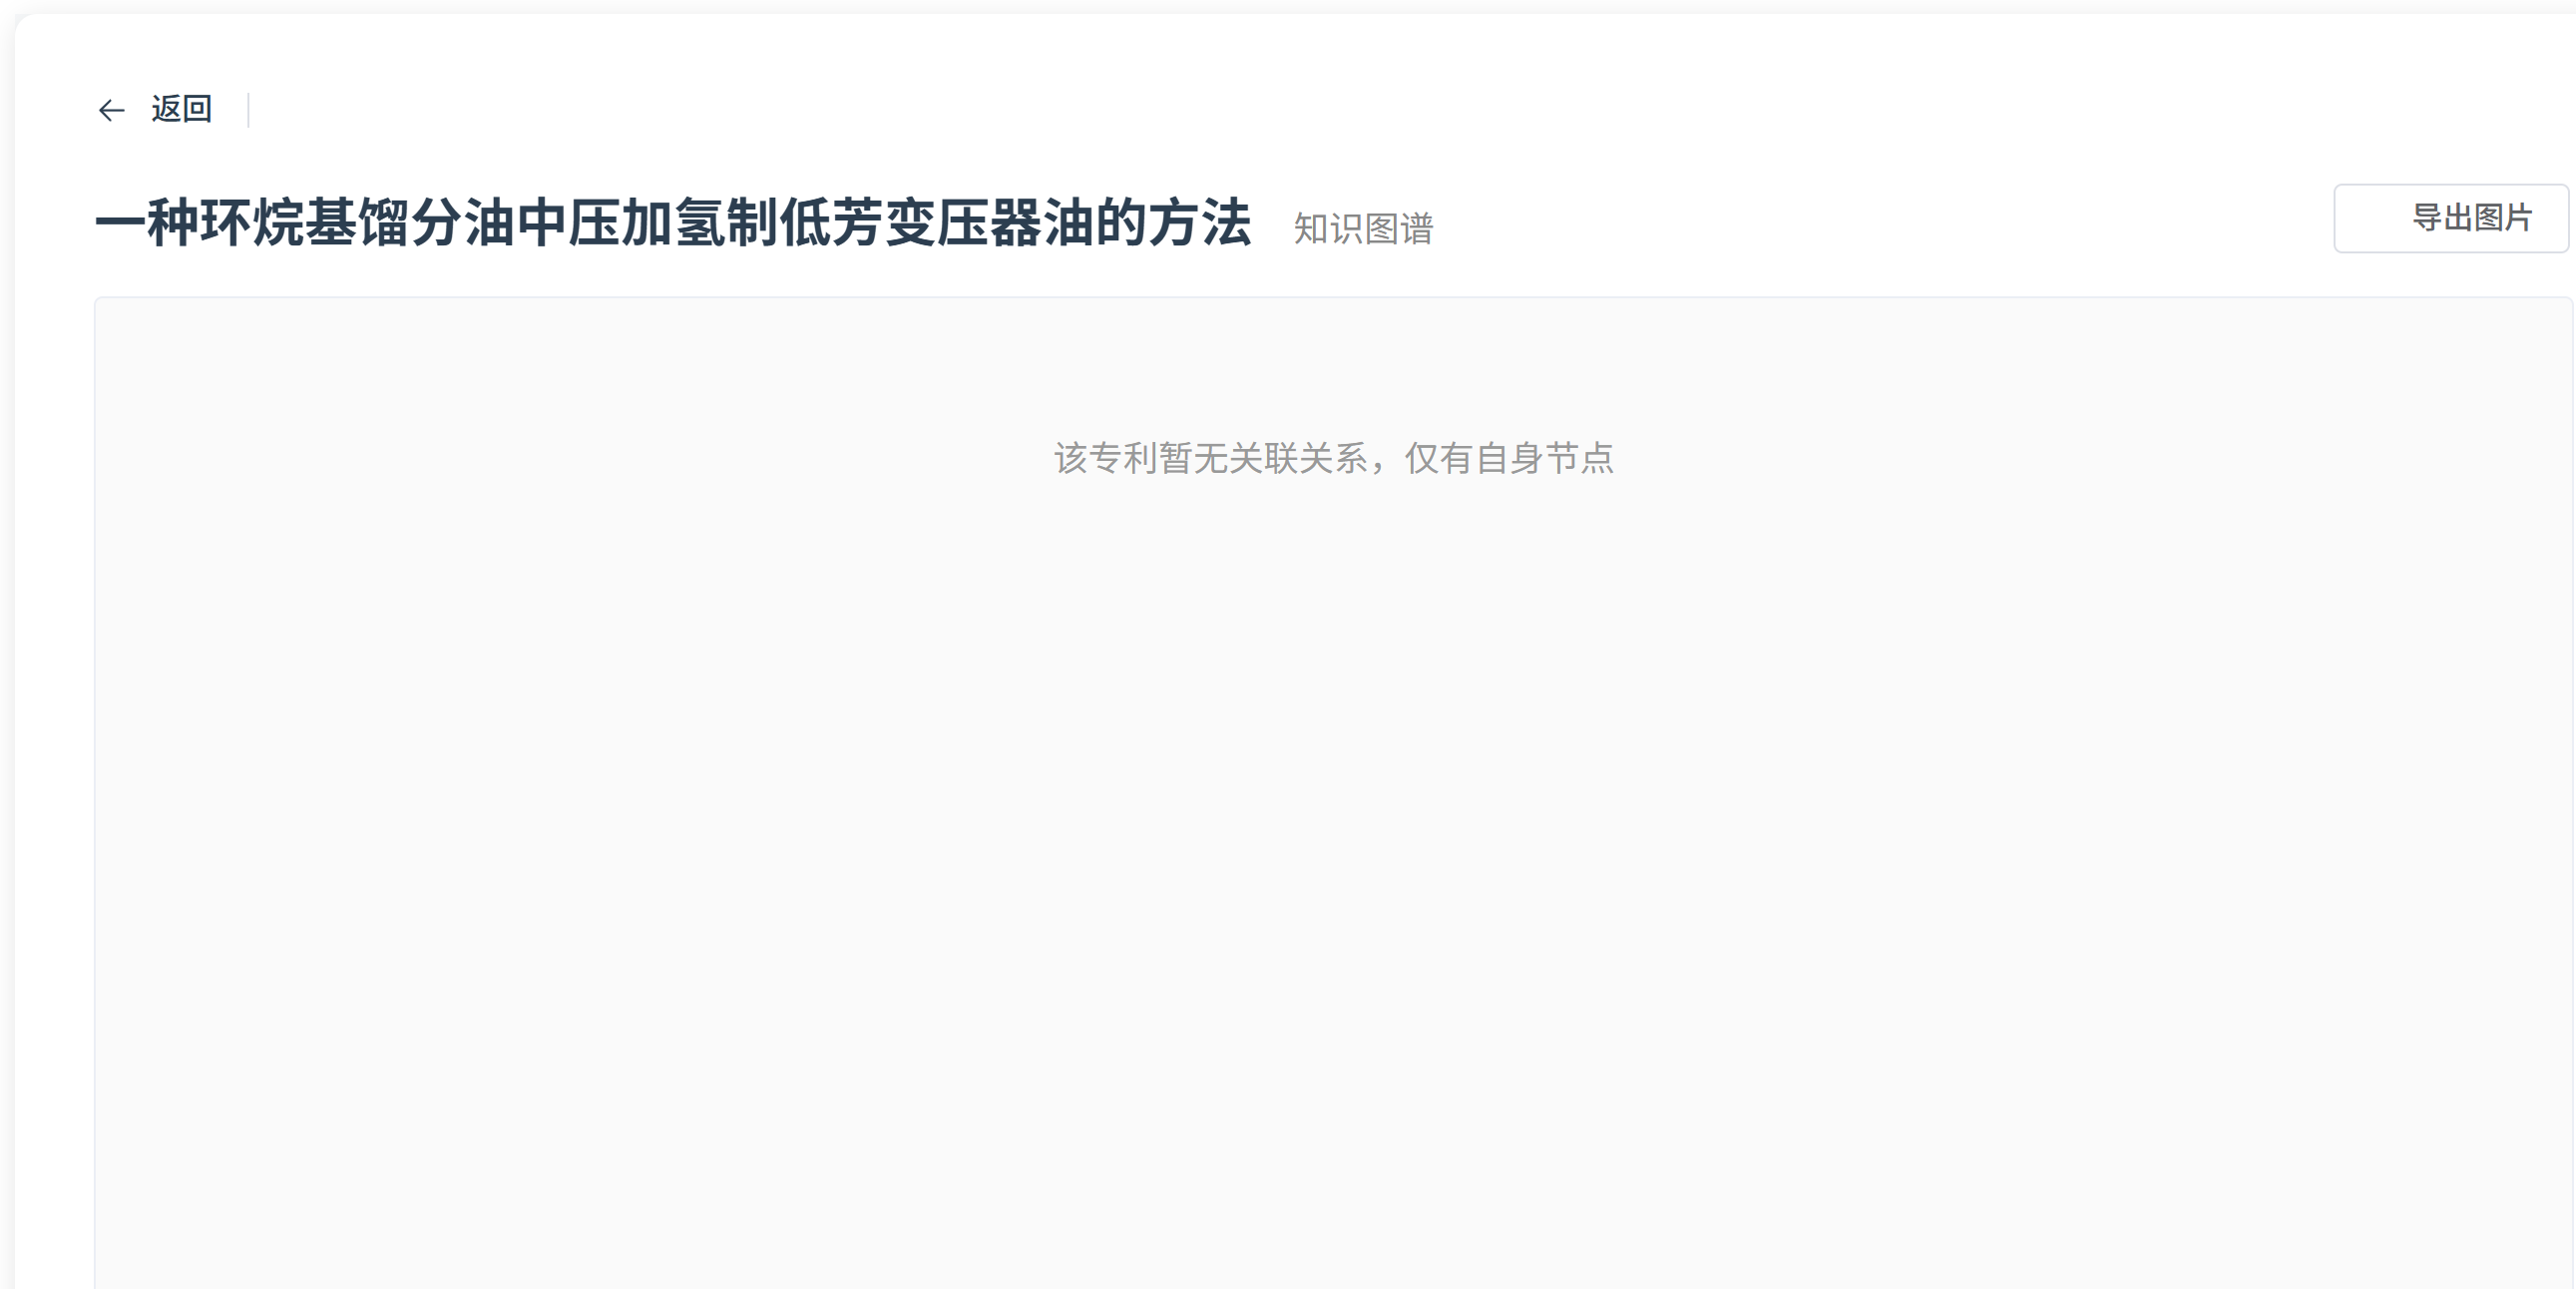 返回
一种环烷基馏分油中压加氢制低芳变压器油的方法 知识图谱
导出图片
该专利暂无关联关系，仅有自身节点